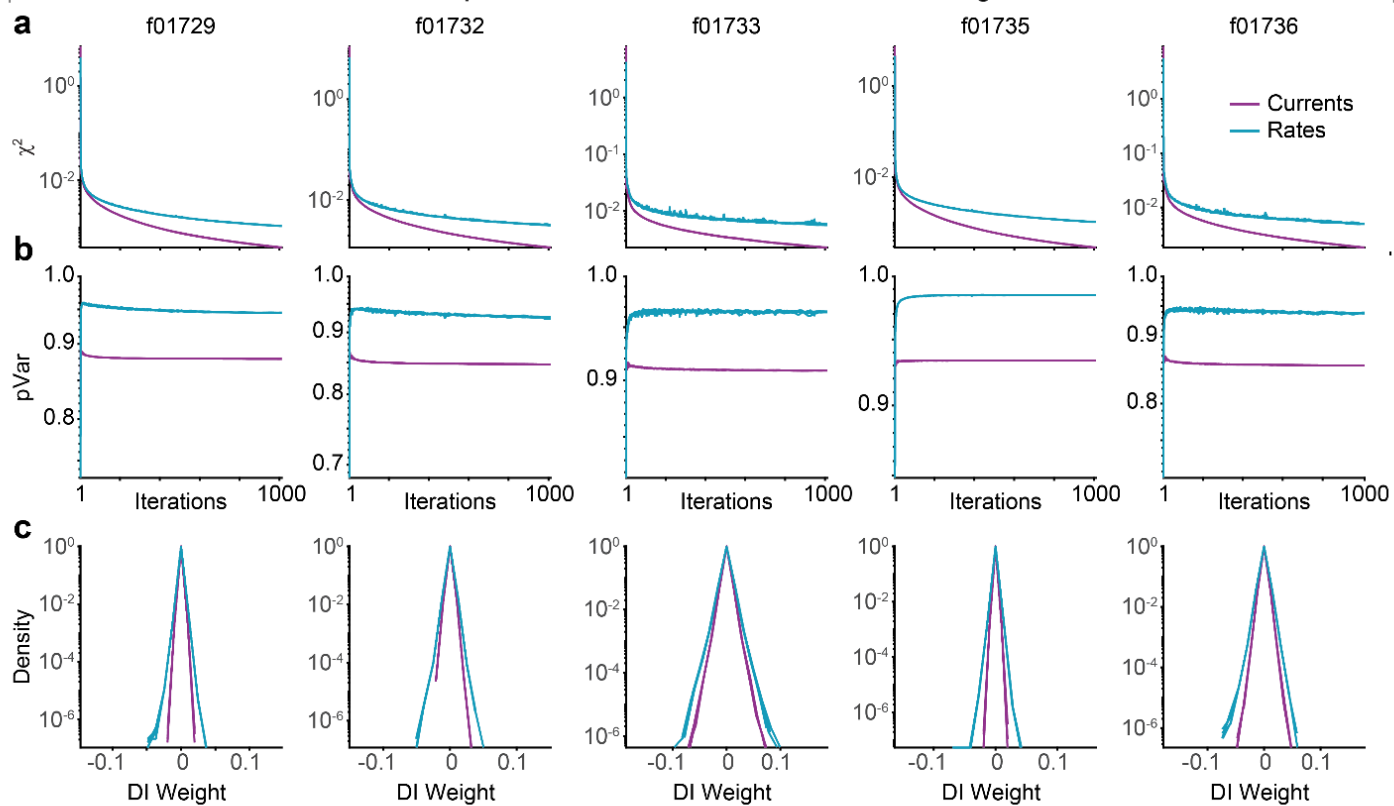 a
f01729 f01732 f01733 f01735 f01736
χ²
10⁰ 10⁻²
10⁰ 10⁻²
10⁰ 10⁻¹ 10⁻²
10⁰ 10⁻²
10⁰ 10⁻¹ 10⁻²
Currents
Rates
b
pVar
1.0 0.9 0.8
1.0 0.9 0.8 0.7
1.0 0.9
1.0 0.9
1.0 0.9 0.8
1 Iterations 1000 1 Iterations 1000 1 Iterations 1000 1 Iterations 1000 1 Iterations 1000
c
Density
10⁰ 10⁻² 10⁻⁴ 10⁻⁶
10⁰ 10⁻² 10⁻⁴ 10⁻⁶
10⁰ 10⁻² 10⁻⁴ 10⁻⁶
10⁰ 10⁻² 10⁻⁴ 10⁻⁶
10⁰ 10⁻² 10⁻⁴ 10⁻⁶
-0.1 0 0.1 -0.1 0 0.1 -0.1 0 0.1 -0.1 0 0.1 -0.1 0 0.1
DI Weight DI Weight DI Weight DI Weight DI Weight